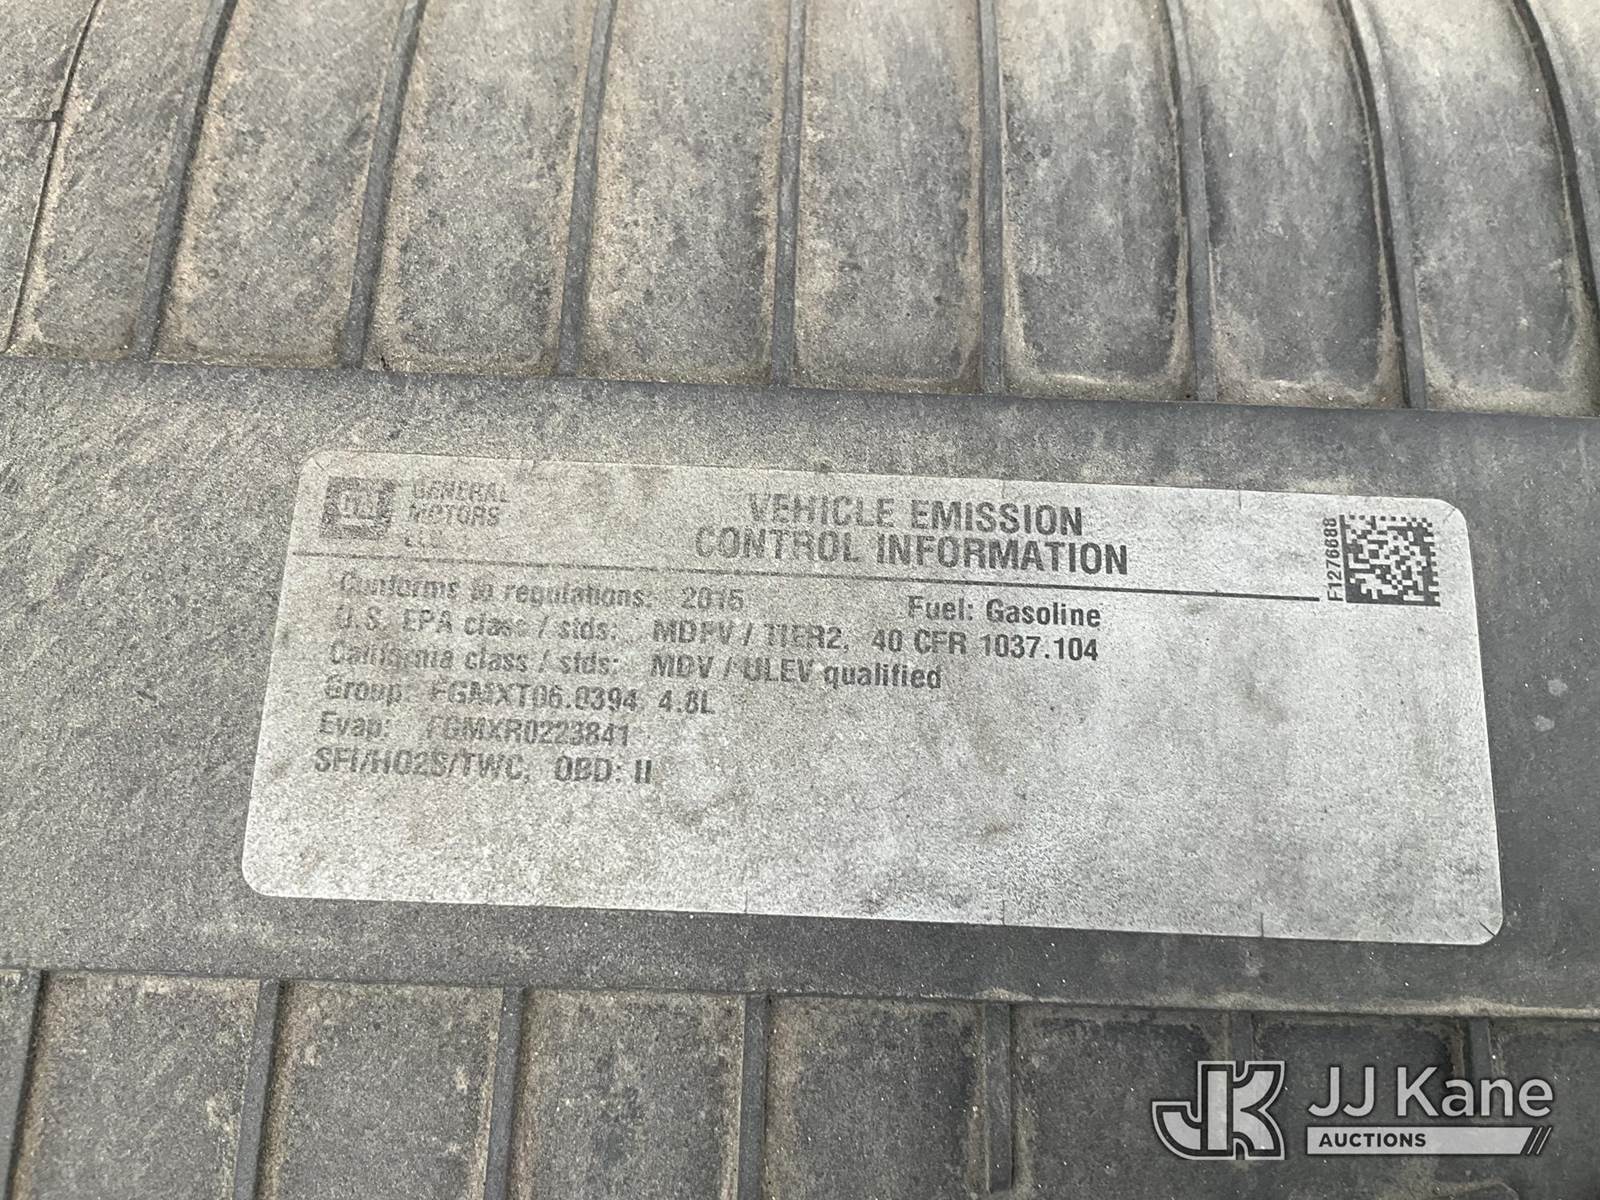 GM
GENERAL
MOTORS
LLC
VEHICLE EMISSION
CONTROL INFORMATION
F1276688
Conforms to regulations: 2015 Fuel: Gasoline
U.S. EPA class / stds: MDPV / TIER2, 40 CFR 1037.104
California class / stds: MDV / ULEV qualified
Group: FGMXT06.0394 4.8L
Evap: FGMXR0223841
SFI/HO2S/TWC, OBD: II
JK JJ Kane
AUCTIONS